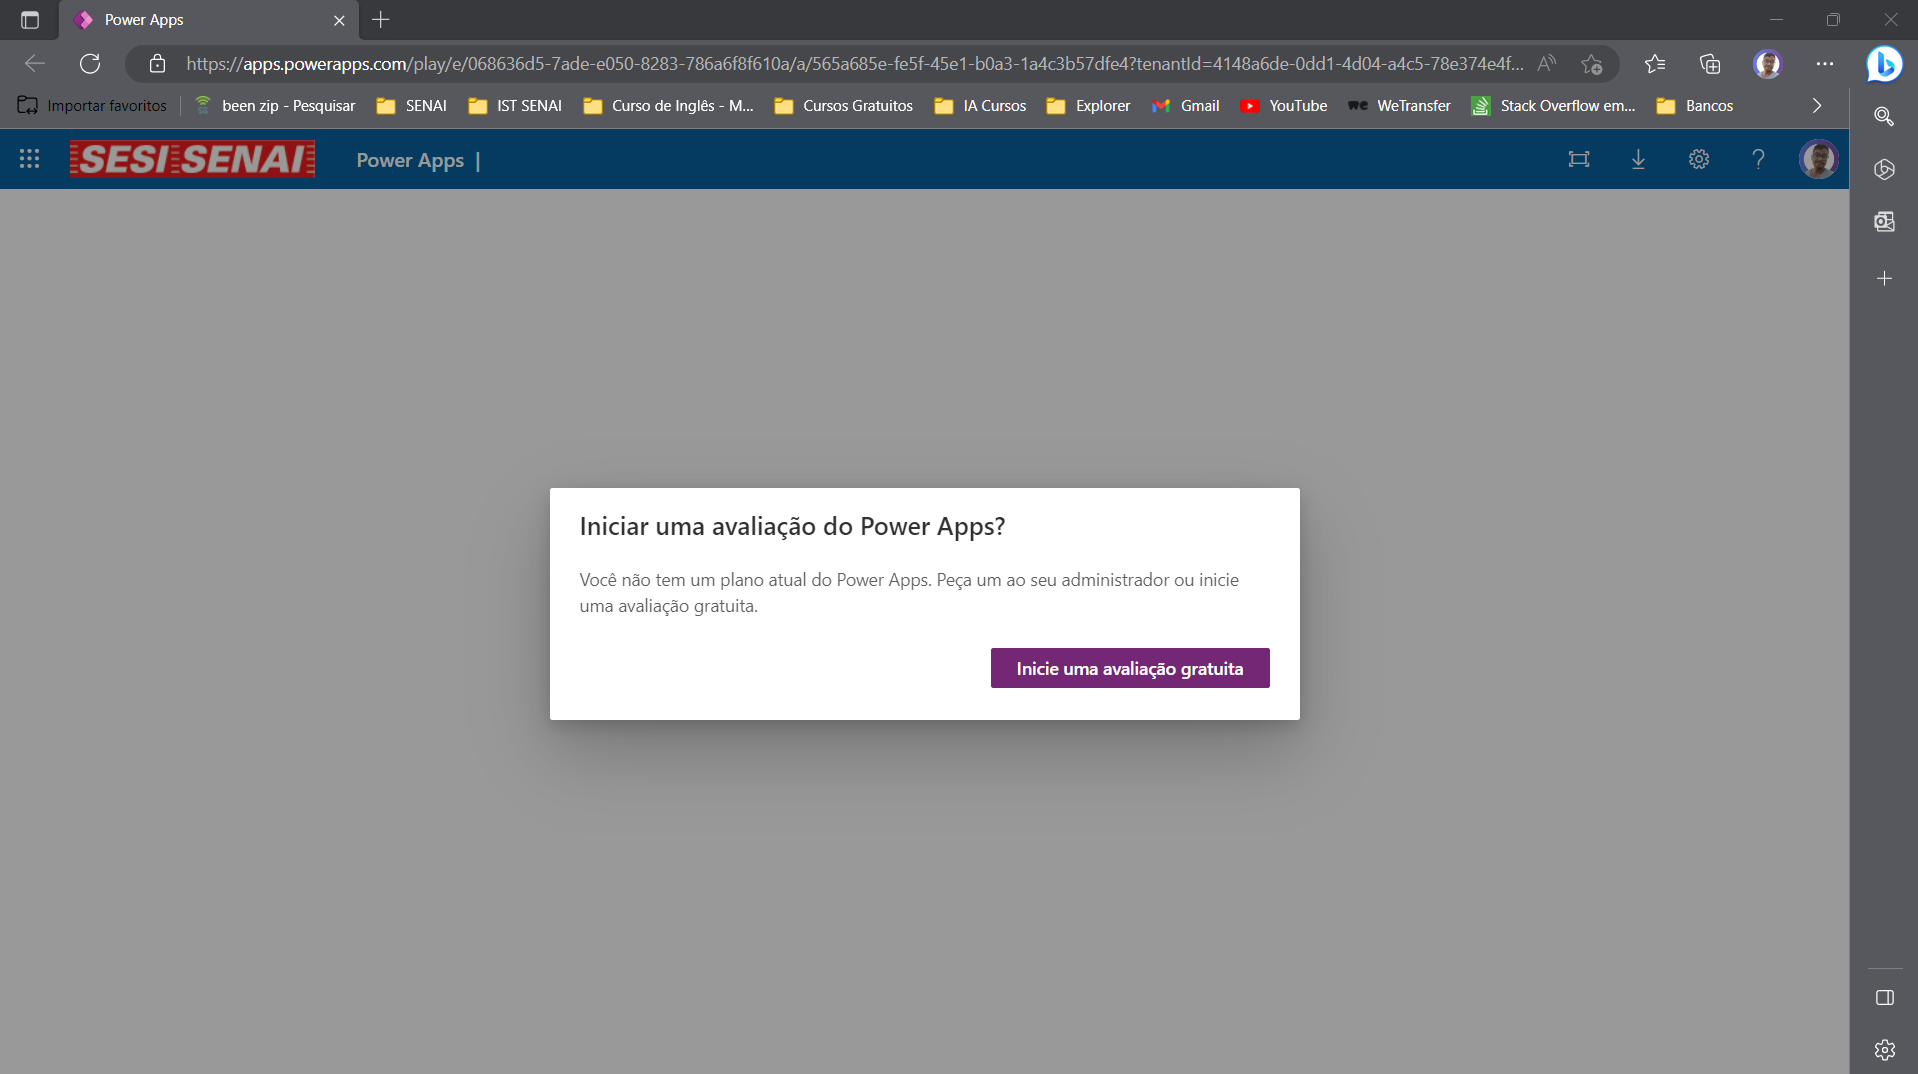 Power Apps
https://apps.powerapps.com/play/e/068636d5-7ade-e050-8283-786a6f8f610a/a/565a685e-fe5f-45e1-b0a3-1a4c3b57dfe4?tenantId=4148a6de-0dd1-4d04-a4c5-78e374e4f...
Importar favoritos been zip - Pesquisar SENAI IST SENAI Curso de Inglês - M... Cursos Gratuitos IA Cursos Explorer Gmail YouTube we WeTransfer Stack Overflow em... Bancos
SESI SENAI Power Apps |
Iniciar uma avaliação do Power Apps?
Você não tem um plano atual do Power Apps. Peça um ao seu administrador ou inicie
uma avaliação gratuita.
Inicie uma avaliação gratuita